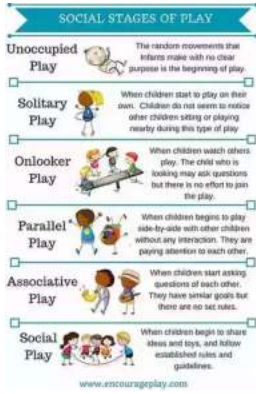 SOCIAL STAGES OF PLAY
Unoccupied
Play
The random movements that
infants make with no clear
purpose is the beginning of play.
Solitary
Play
When children start to play on their
own. Children do not seem to notice
other children sitting or playing
nearby during this type of play
Onlooker
Play
When children watch others
play. The child who is
looking may ask questions
but there is no effort to join
the play.
Parallel
Play
When children begins to play
side-by-side with other children
without any interaction. They are
paying attention to each other.
Associative
Play
When children start asking
questions of each other.
They have similar goals but
there are no set rules.
Social
Play
When children begin to share
ideas and toys, and follow
established rules and
guidelines.
www.encourageplay.com